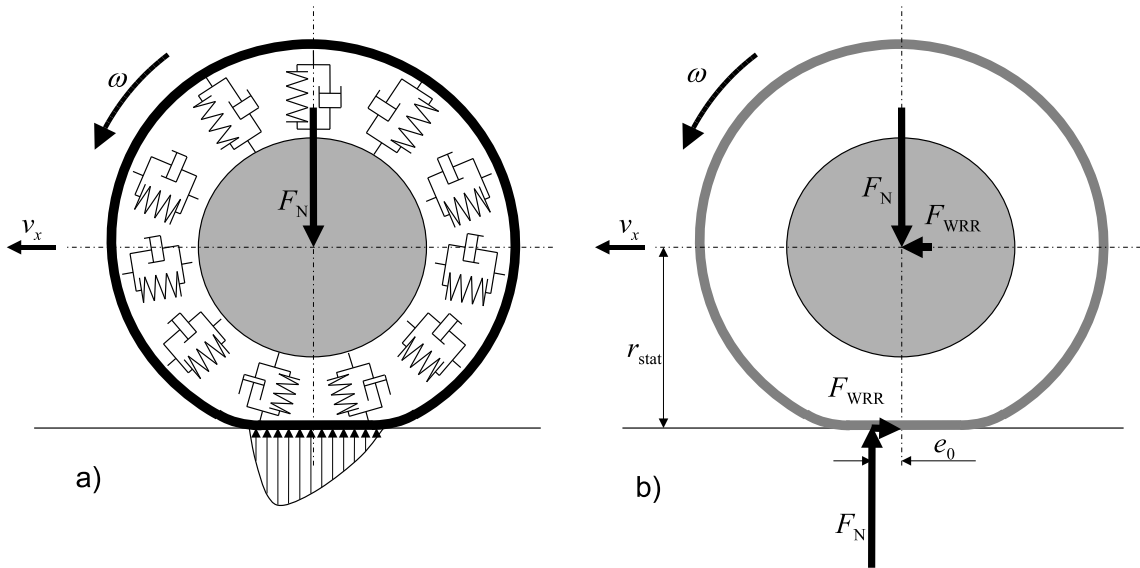 ω
F_N
v_x
a)
ω
F_N
F_WRR
v_x
r_stat
F_WRR
e_0
b)
F_N